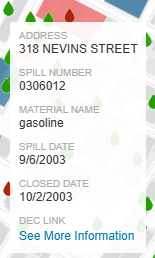 ADDRESS
318 NEVINS STREET
SPILL NUMBER
0306012
MATERIAL NAME
gasoline
SPILL DATE
9/6/2003
CLOSED DATE
10/2/2003
DEC LINK
See More Information